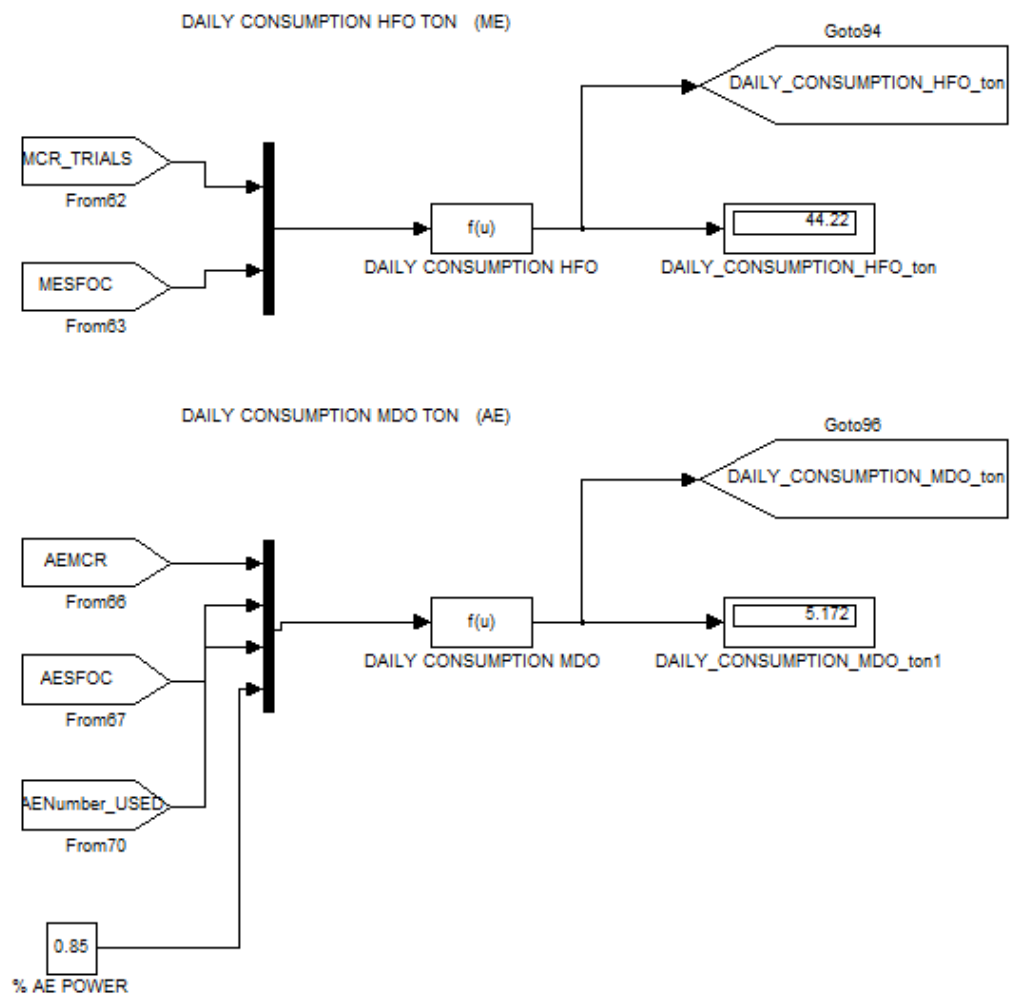 DAILY CONSUMPTION HFO TON (ME)
Goto94
DAILY_CONSUMPTION_HFO_ton
MCR_TRIALS
From62
MESFOC
From63
f(u)
DAILY CONSUMPTION HFO
44.22
DAILY_CONSUMPTION_HFO_ton
DAILY CONSUMPTION MDO TON (AE)
Goto96
DAILY_CONSUMPTION_MDO_ton
AEMCR
From66
AESFOC
From67
AENumber_USED
From70
0.85
% AE POWER
f(u)
DAILY CONSUMPTION MDO
5.172
DAILY_CONSUMPTION_MDO_ton1